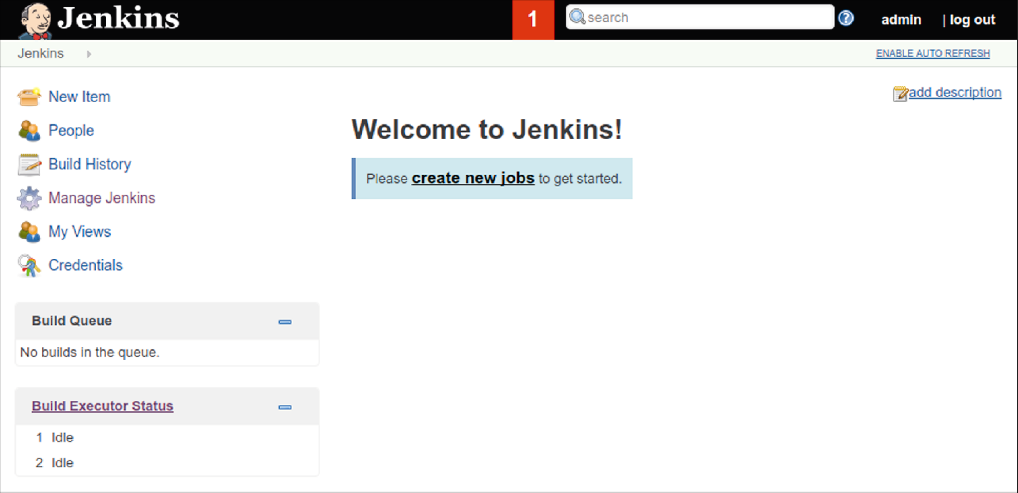 Jenkins 1 search ? admin | log out
Jenkins ENABLE AUTO REFRESH
add description
New Item
People
Build History
Manage Jenkins
My Views
Credentials
Welcome to Jenkins!
Please create new jobs to get started.
Build Queue
No builds in the queue.
Build Executor Status
1 Idle
2 Idle